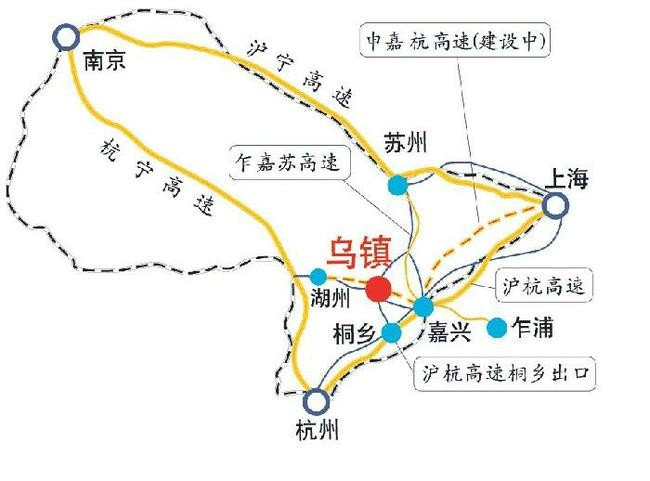 申嘉杭高速(建设中)
南京
沪宁高速
苏州
杭宁高速
乍嘉苏高速
上海
乌镇
湖州
沪杭高速
桐乡
嘉兴
乍浦
沪杭高速桐乡出口
杭州